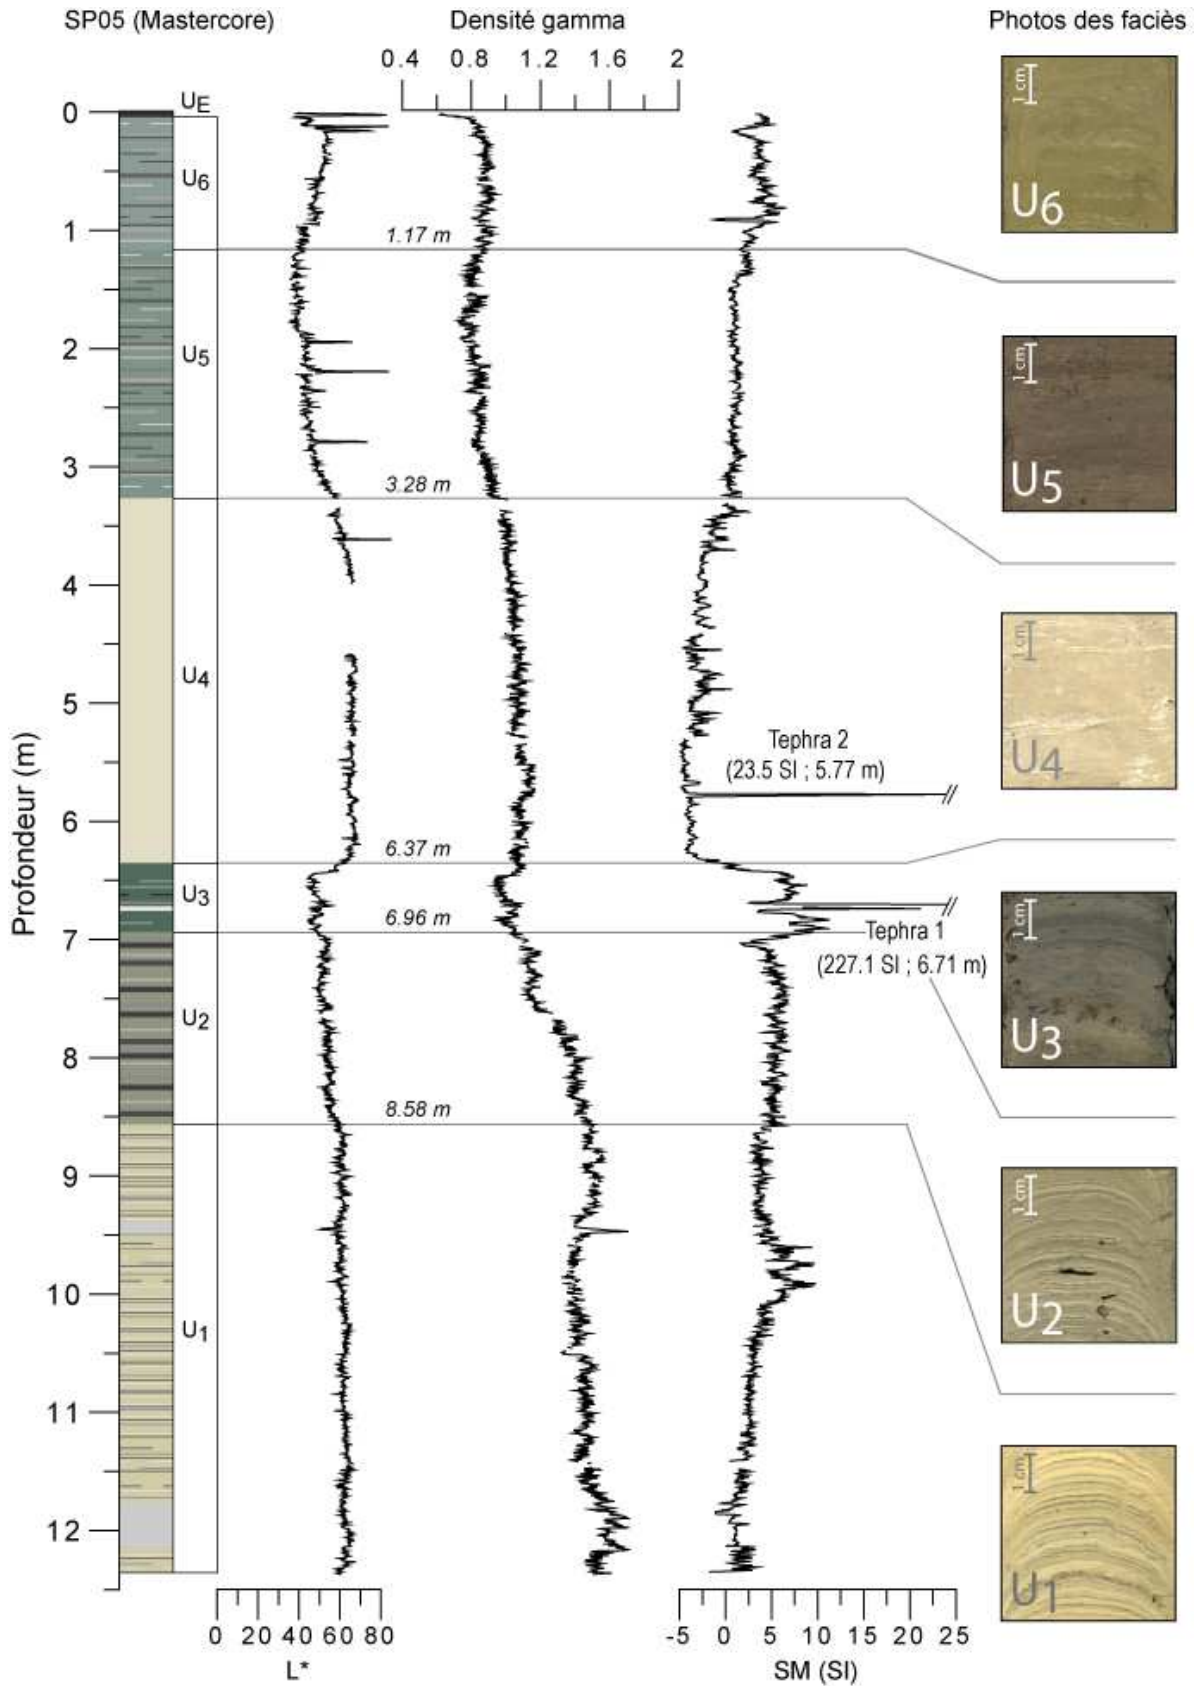 SP05 (Mastercore)
Densité gamma
Photos des faciès
0.4 0.8 1.2 1.6 2
UE
0
U6
1
1.17 m
2
U5
3
3.28 m
4
U4
5
Tephra 2
(23.5 SI ; 5.77 m)
6
6.37 m
U3
6.96 m
7
Tephra 1
(227.1 SI ; 6.71 m)
U2
8
8.58 m
9
10
U1
11
12
Profondeur (m)
0 20 40 60 80
L*
-5 0 5 10 15 20 25
SM (SI)
1 cm
U6
1 cm
U5
1 cm
U4
1 cm
U3
1 cm
U2
1 cm
U1